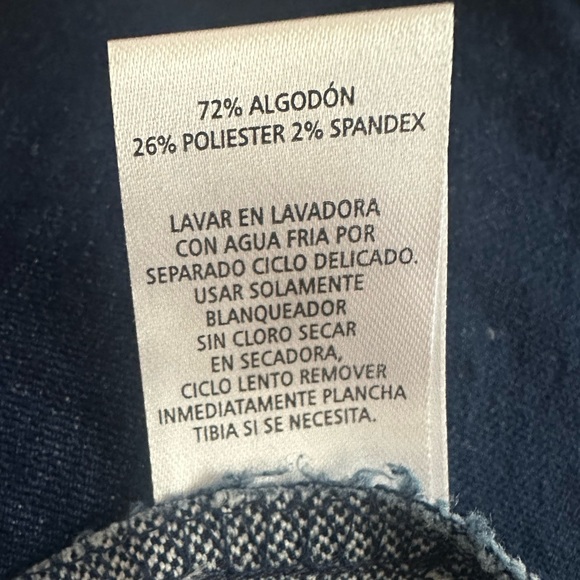 72% ALGODÓN
26% POLIESTER 2% SPANDEX
LAVAR EN LAVADORA
CON AGUA FRIA POR
SEPARADO CICLO DELICADO.
USAR SOLAMENTE
BLANQUEADOR
SIN CLORO SECAR
EN SECADORA,
CICLO LENTO REMOVER
INMEDIATAMENTE PLANCHA
TIBIA SI SE NECESITA.